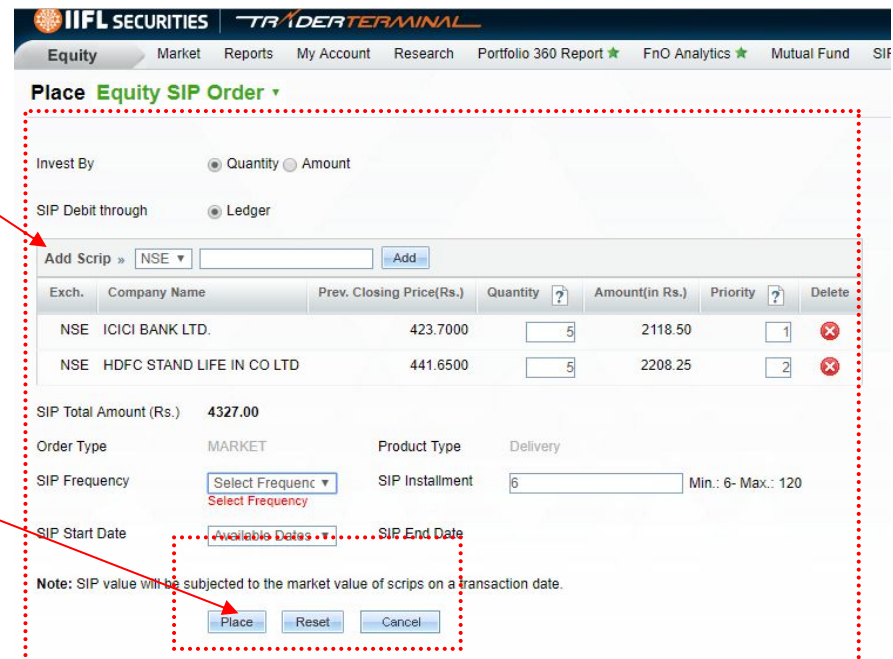 IIFL SECURITIES TRADERTERMINAL
Equity Market Reports My Account Research Portfolio 360 Report FnO Analytics Mutual Fund SIP
Place Equity SIP Order
Invest By Quantity Amount
SIP Debit through Ledger
Add Scrip » NSE Add
Exch. Company Name Prev. Closing Price(Rs.) Quantity ? Amount(in Rs.) Priority ? Delete
NSE ICICI BANK LTD. 423.7000 5 2118.50 1
NSE HDFC STAND LIFE IN CO LTD 441.6500 5 2208.25 2
SIP Total Amount (Rs.) 4327.00
Order Type MARKET Product Type Delivery
SIP Frequency Select Frequenc SIP Installment 6 Min.: 6- Max.: 120
Select Frequency
SIP Start Date Available Dates SIP End Date
Note: SIP value will be subjected to the market value of scrips on a transaction date.
Place Reset Cancel